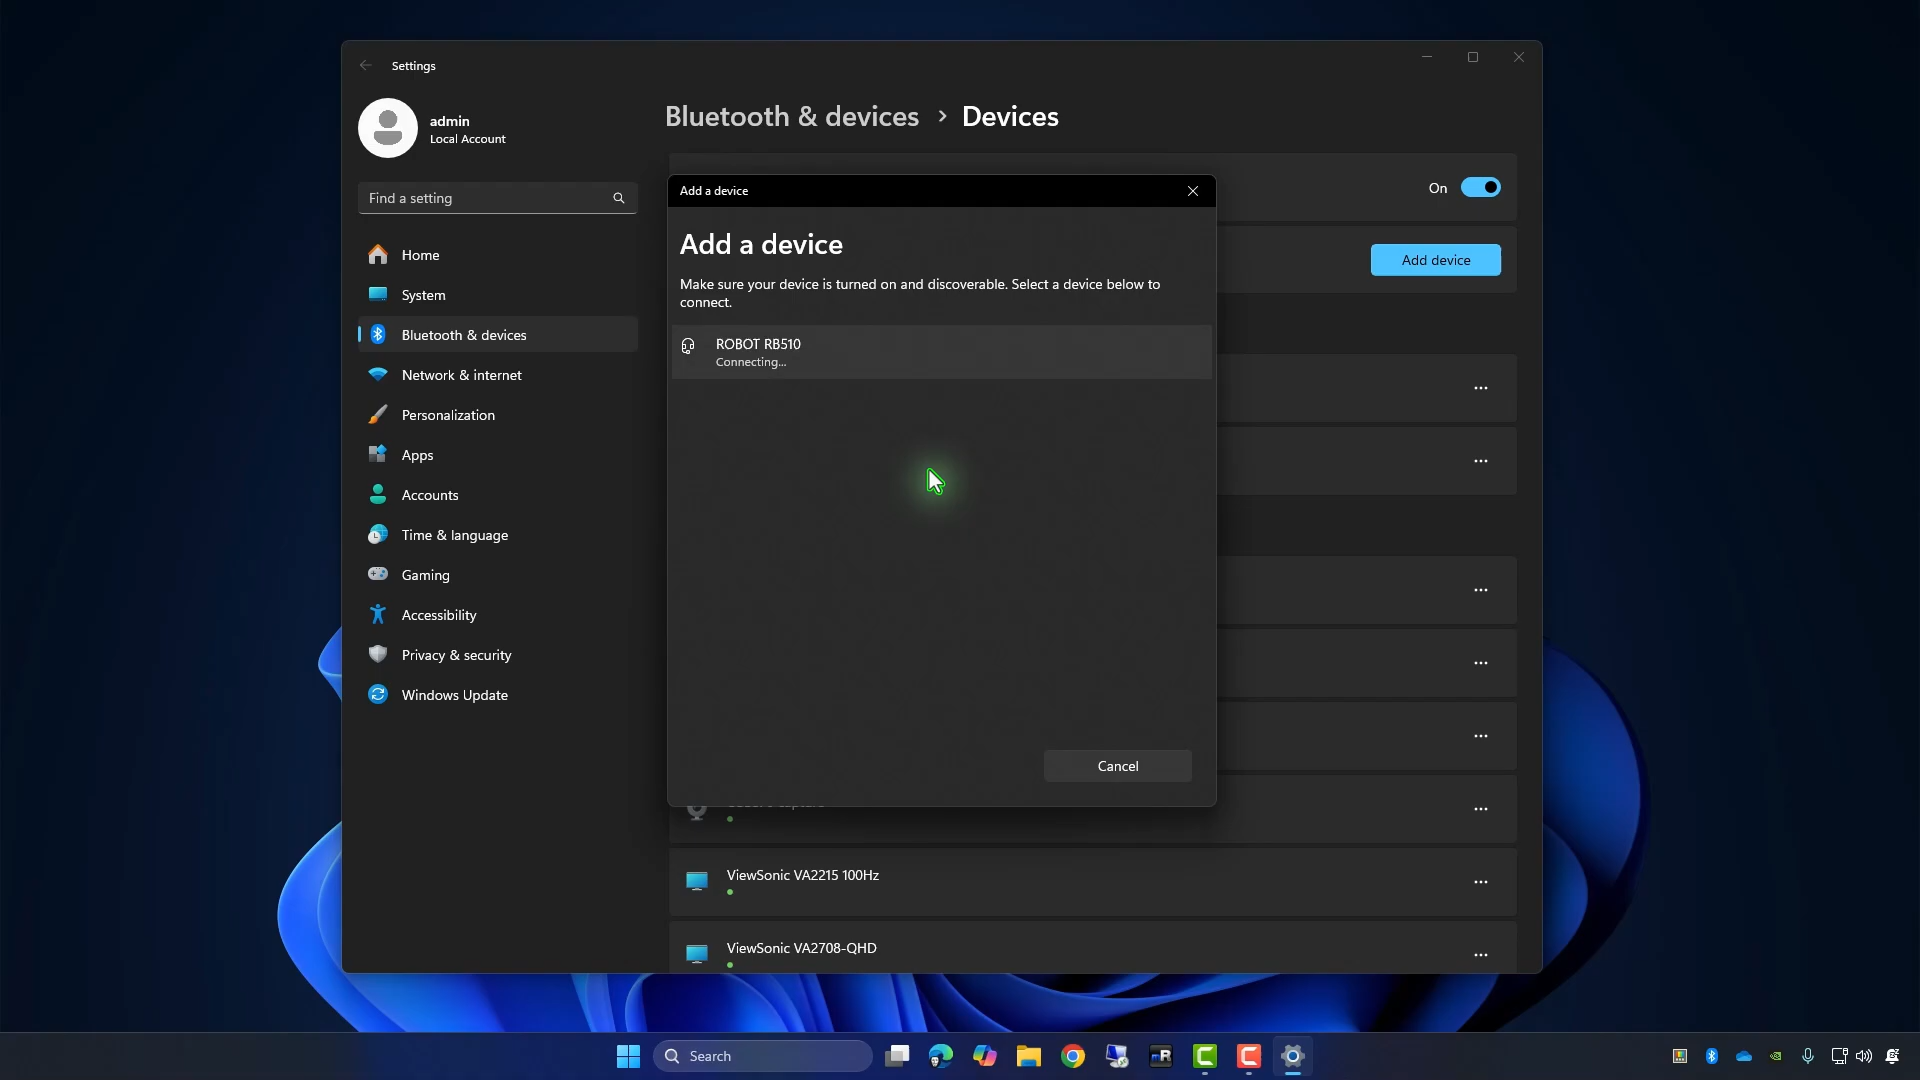 Settings
admin
Local Account
Find a setting
Home
System
Bluetooth & devices
Network & internet
Personalization
Apps
Accounts
Time & language
Gaming
Accessibility
Privacy & security
Windows Update
Bluetooth & devices › Devices
On
Add device
Add a device
Add a device
Make sure your device is turned on and discoverable. Select a device below to
connect.
ROBOT RB510
Connecting...
Cancel
ViewSonic VA2215 100Hz
ViewSonic VA2708-QHD
Search